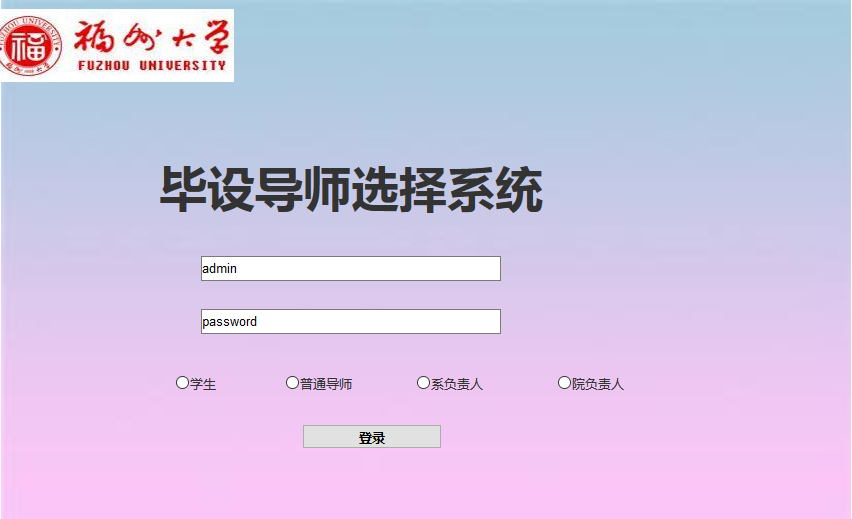 福州大学
FUZHOU UNIVERSITY
毕设导师选择系统
admin
password
学生 普通导师 系负责人 院负责人
登录